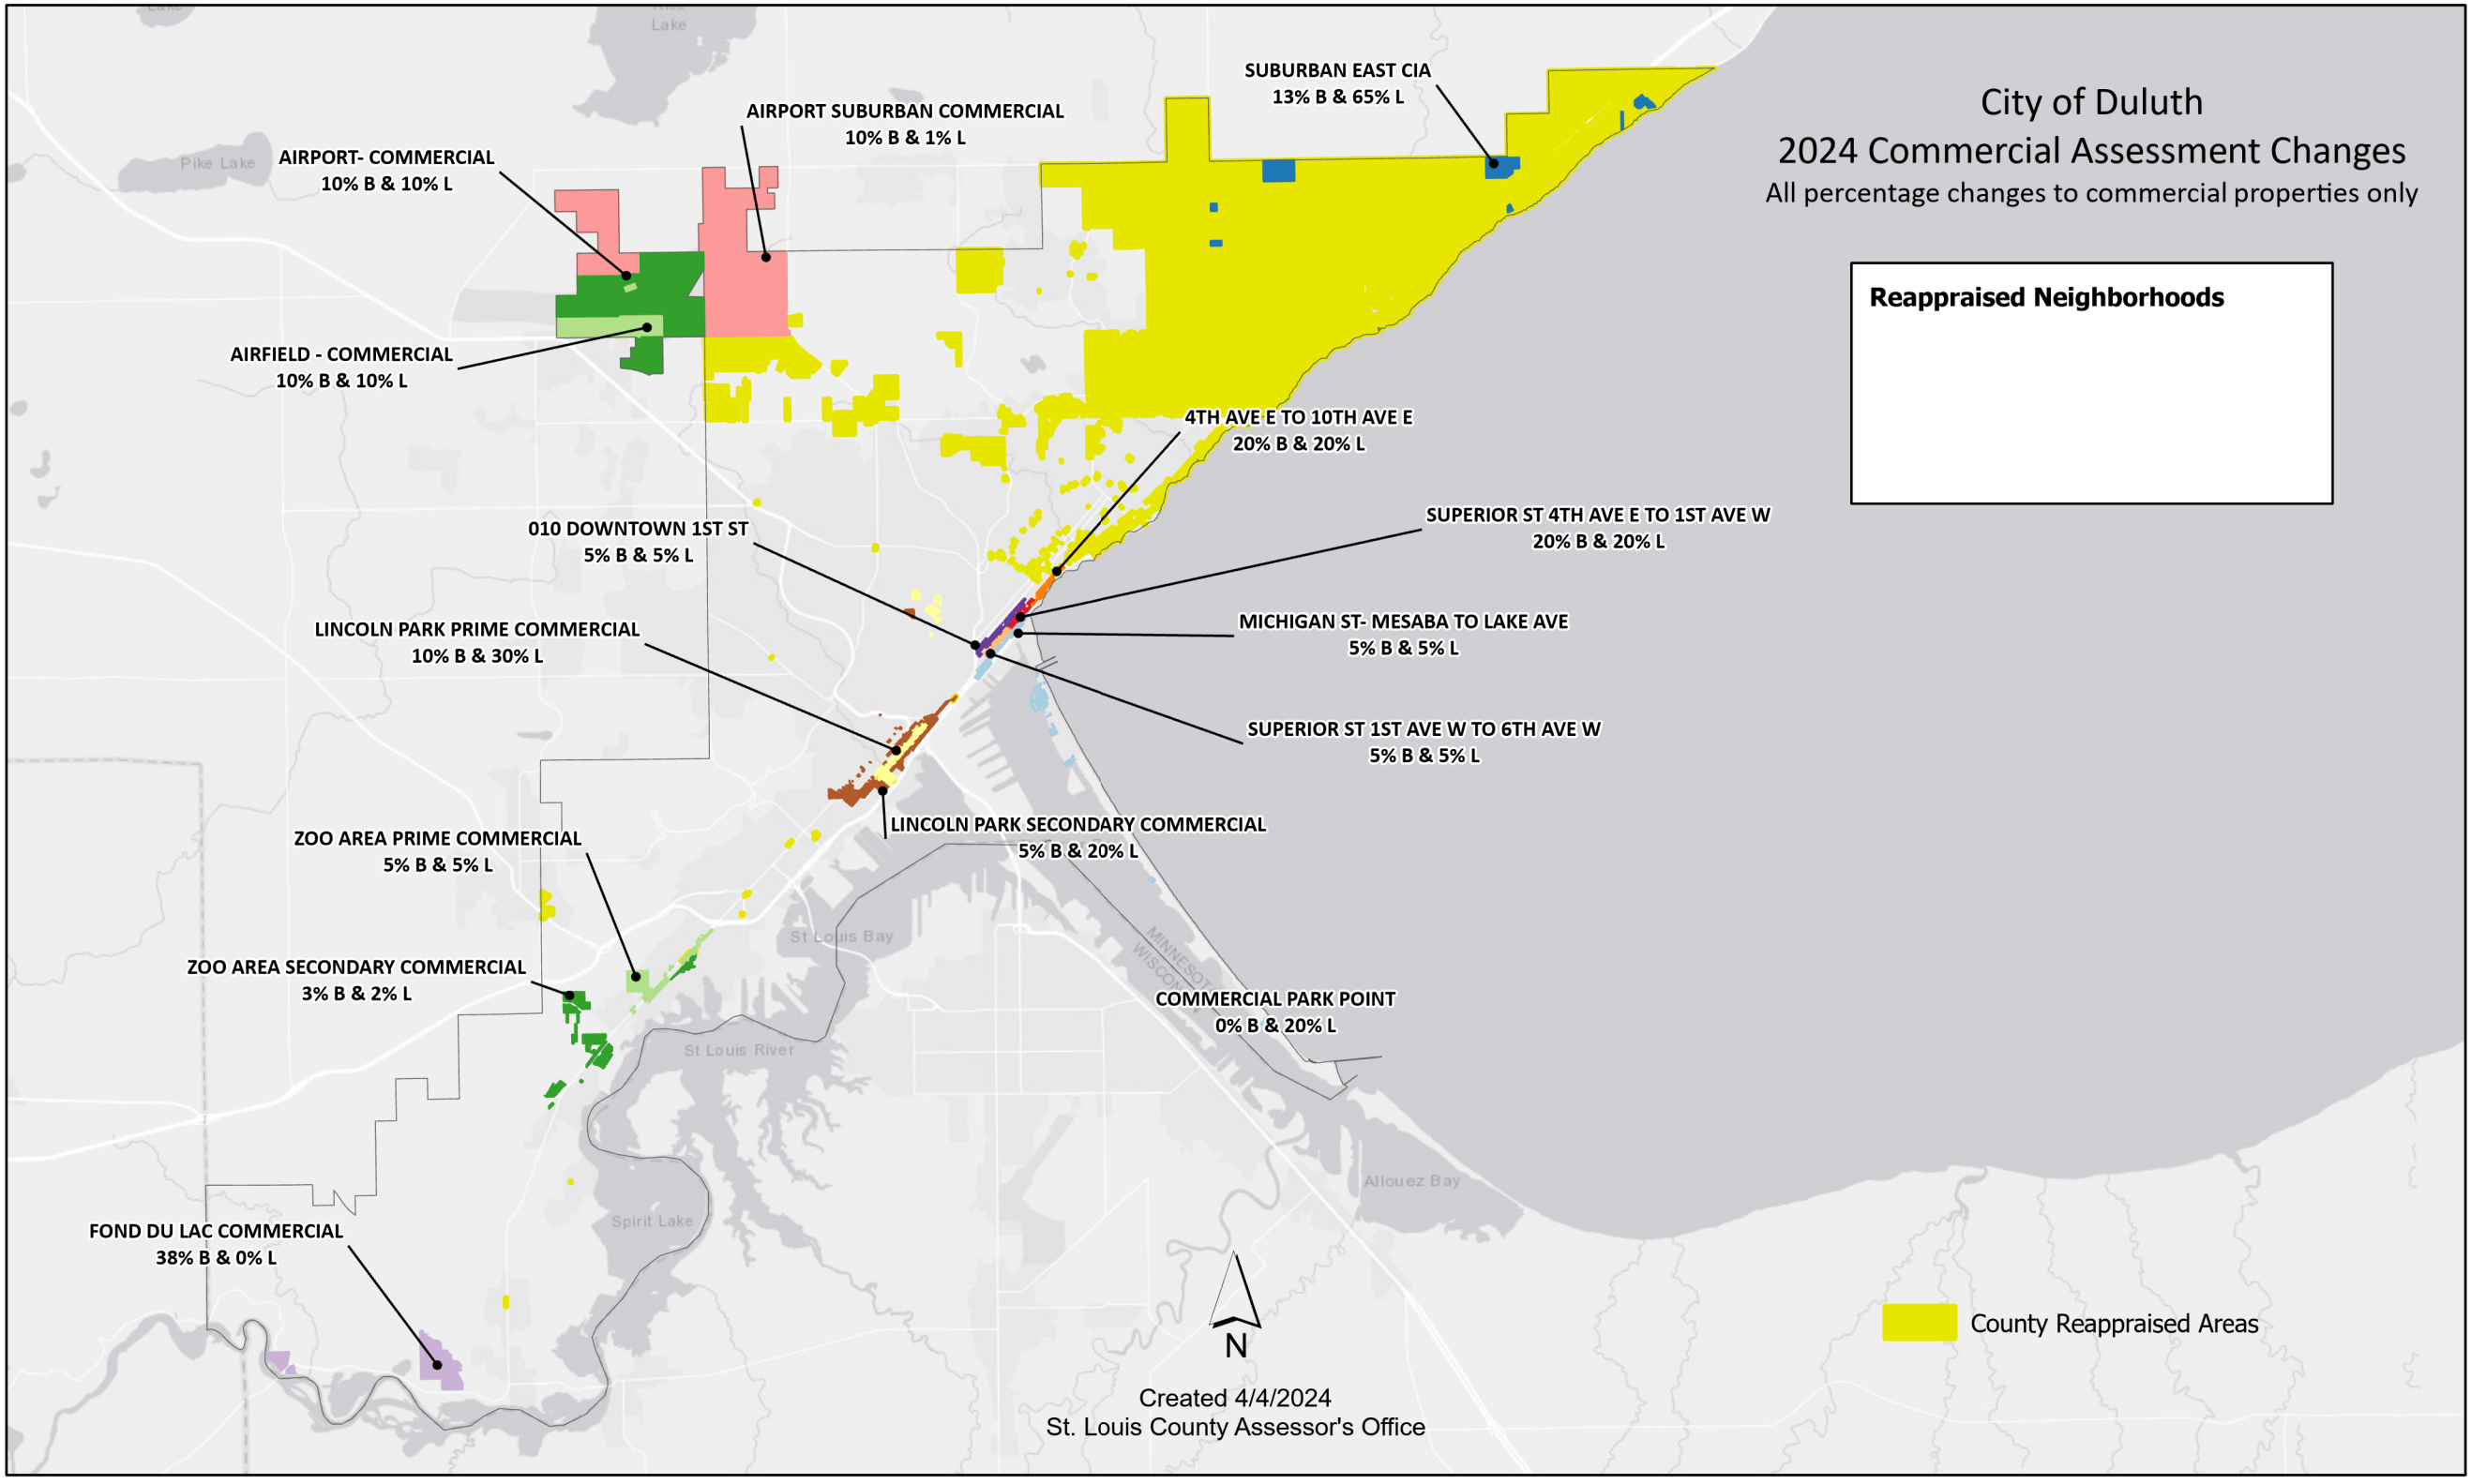 Lake
Lake
SUBURBAN EAST CIA
13% B & 65% L
City of Duluth
2024 Commercial Assessment Changes
All percentage changes to commercial properties only
AIRPORT SUBURBAN COMMERCIAL
10% B & 1% L
Pike Lake
AIRPORT- COMMERCIAL
10% B & 10% L
Reappraised Neighborhoods
AIRFIELD - COMMERCIAL
10% B & 10% L
4TH AVE E TO 10TH AVE E
20% B & 20% L
010 DOWNTOWN 1ST ST
5% B & 5% L
SUPERIOR ST 4TH AVE E TO 1ST AVE W
20% B & 20% L
LINCOLN PARK PRIME COMMERCIAL
10% B & 30% L
MICHIGAN ST- MESABA TO LAKE AVE
5% B & 5% L
SUPERIOR ST 1ST AVE W TO 6TH AVE W
5% B & 5% L
LINCOLN PARK SECONDARY COMMERCIAL
5% B & 20% L
ZOO AREA PRIME COMMERCIAL
5% B & 5% L
St Louis Bay
MINNESOTA
WISCONSIN
ZOO AREA SECONDARY COMMERCIAL
3% B & 2% L
COMMERCIAL PARK POINT
0% B & 20% L
St Louis River
Allouez Bay
Spirit Lake
FOND DU LAC COMMERCIAL
38% B & 0% L
N
County Reappraised Areas
Created 4/4/2024
St. Louis County Assessor's Office